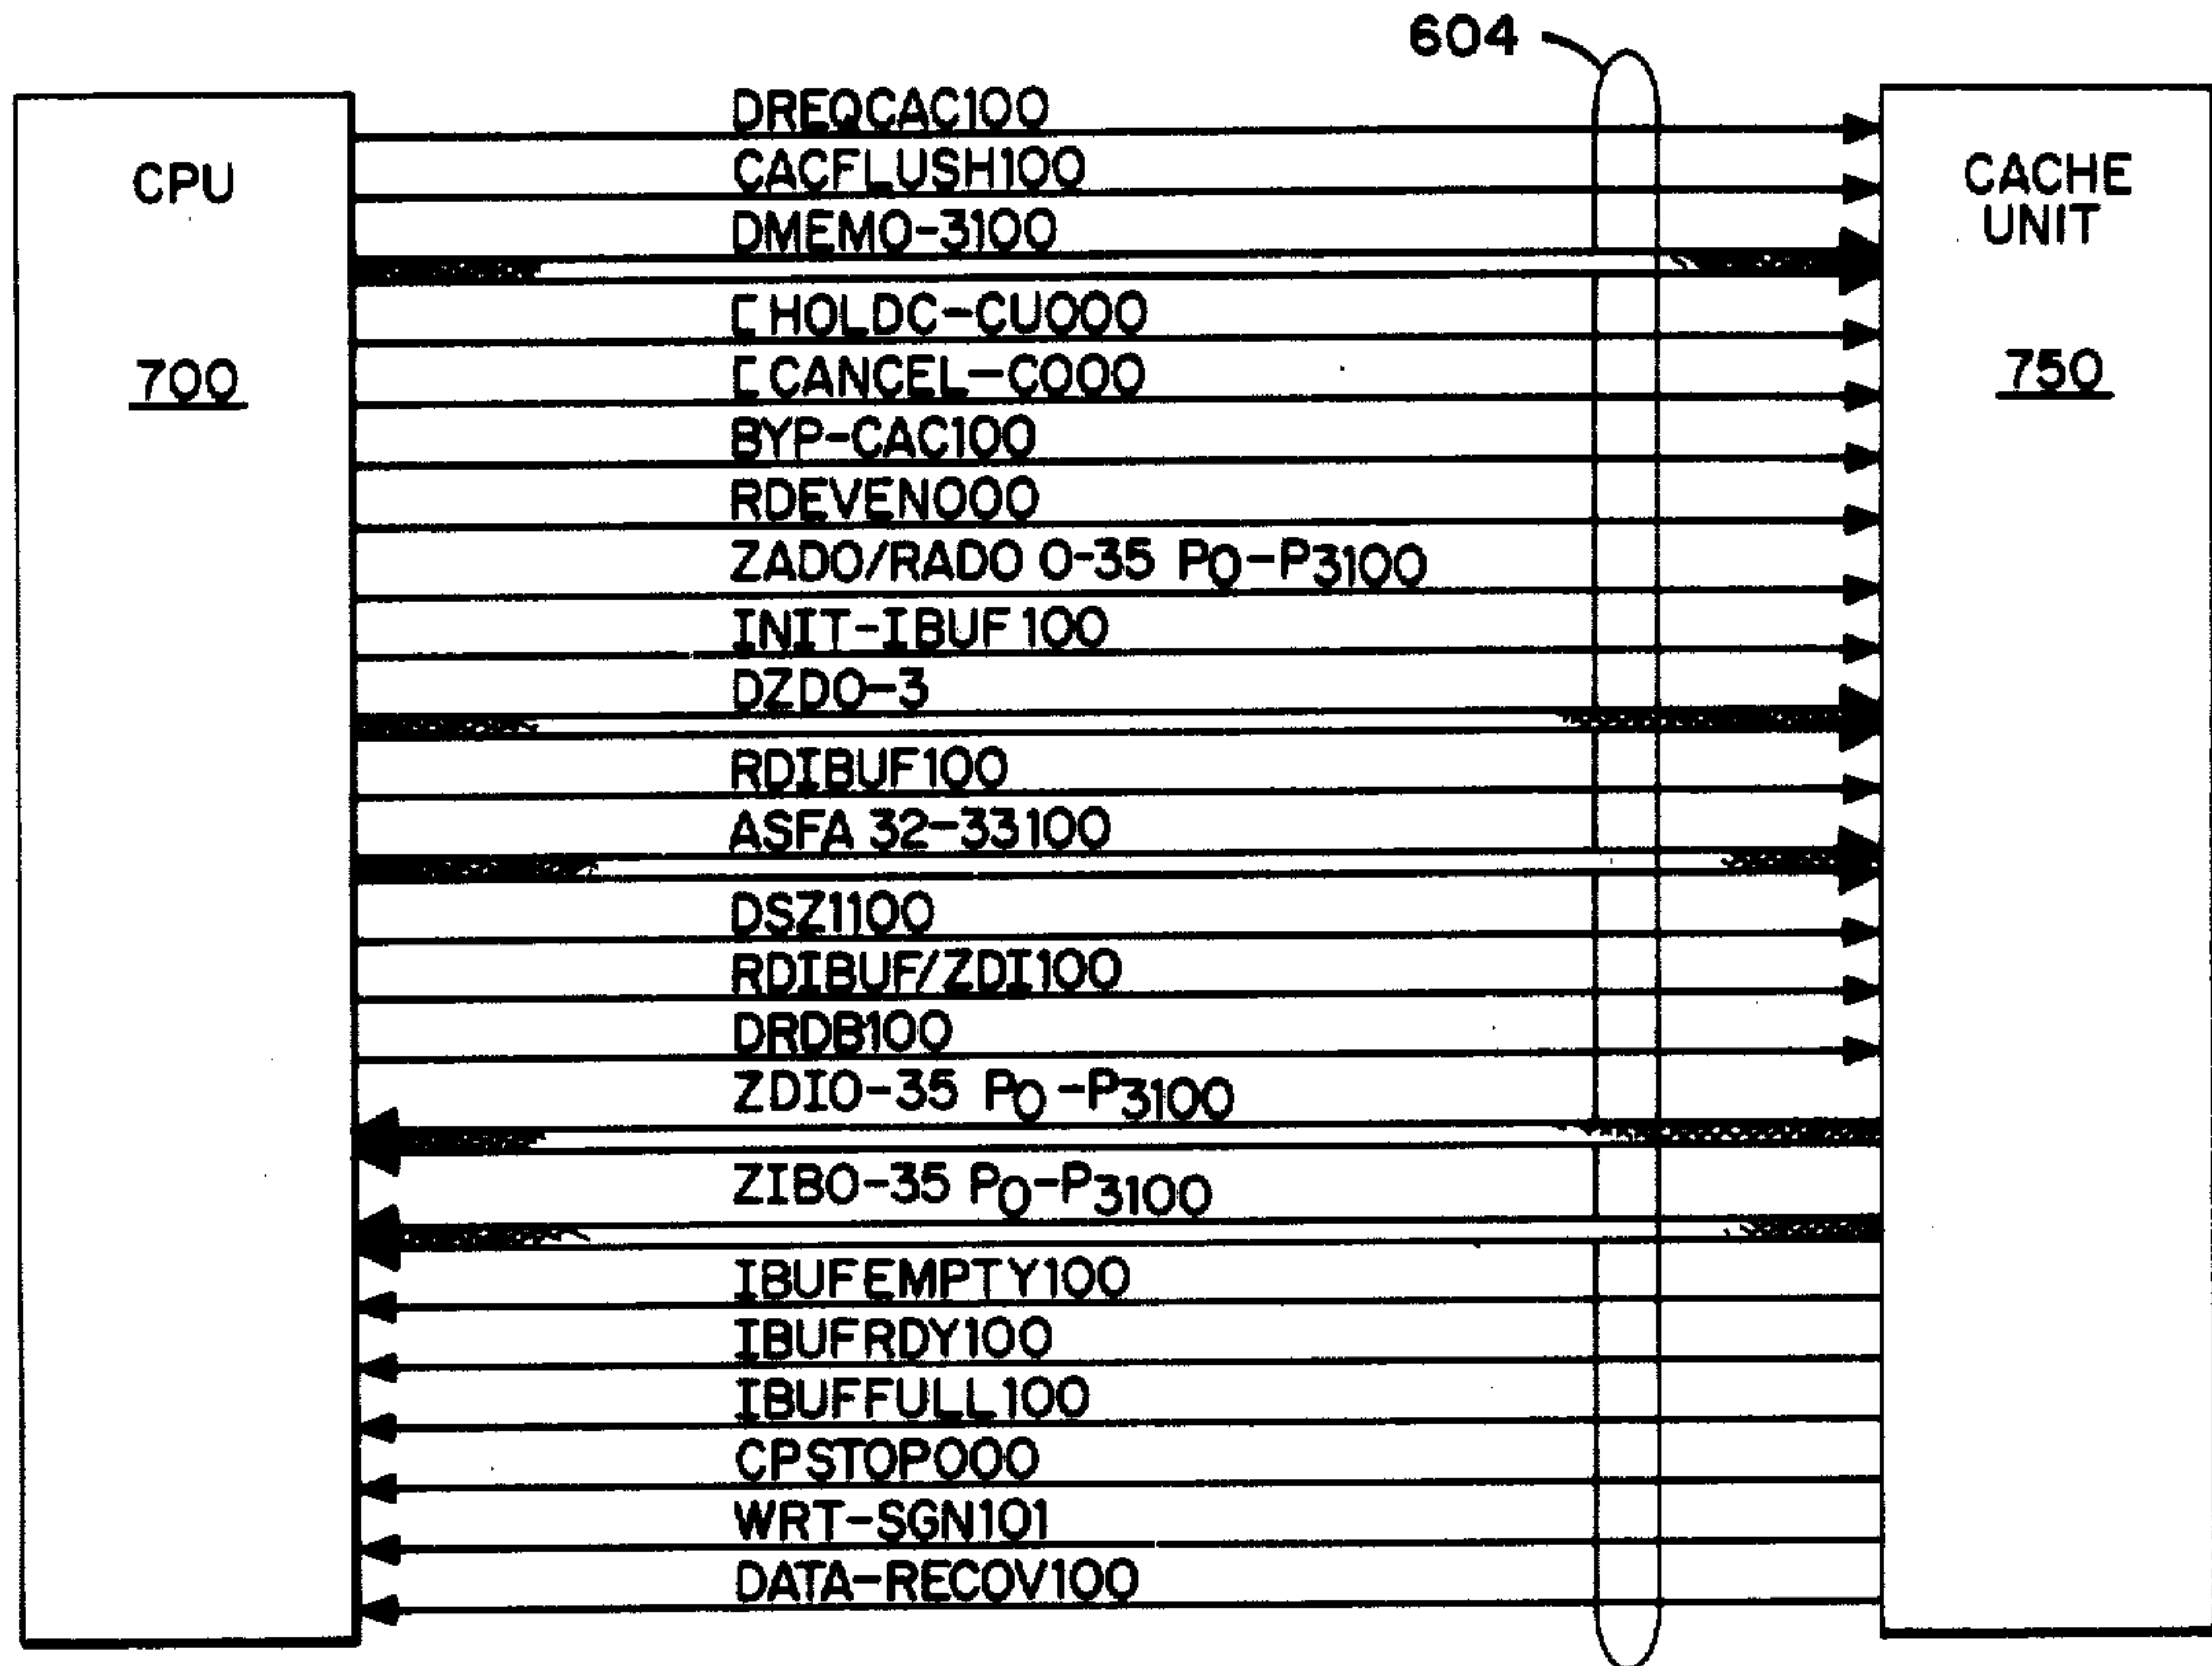 604
CPU
700
DREQCAC100
CACFLUSH100
DMEM0-3100
[HOLDC-CU000
[CANCEL-C000
BYP-CAC100
RDEVEN000
ZADO/RADO 0-35 P0-P3100
INIT-IBUF100
DZD0-3
RDIBUF100
ASFA 32-33100
DSZ1100
RDIBUF/ZDI100
DRDB100
ZDI0-35 P0-P3100
ZIB0-35 P0-P3100
IBUFEMPTY100
IBUFRDY100
IBUFFULL100
CPSTOP000
WRT-SGN101
DATA-RECOV100
CACHE
UNIT
750